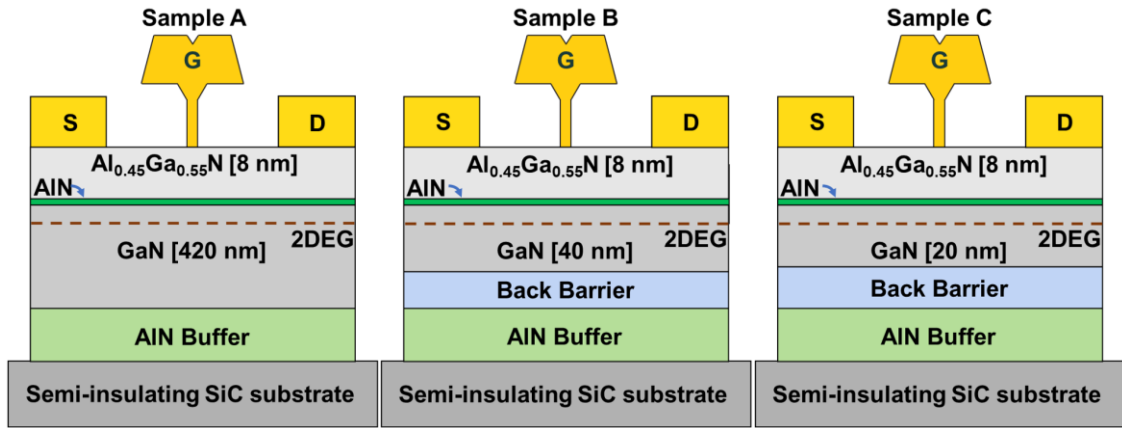 Sample A
G
S
D
Al0.45Ga0.55N [8 nm]
AlN
2DEG
GaN [420 nm]
AlN Buffer
Semi-insulating SiC substrate
Sample B
G
S
D
Al0.45Ga0.55N [8 nm]
AlN
2DEG
GaN [40 nm]
Back Barrier
AlN Buffer
Semi-insulating SiC substrate
Sample C
G
S
D
Al0.45Ga0.55N [8 nm]
AlN
2DEG
GaN [20 nm]
Back Barrier
AlN Buffer
Semi-insulating SiC substrate